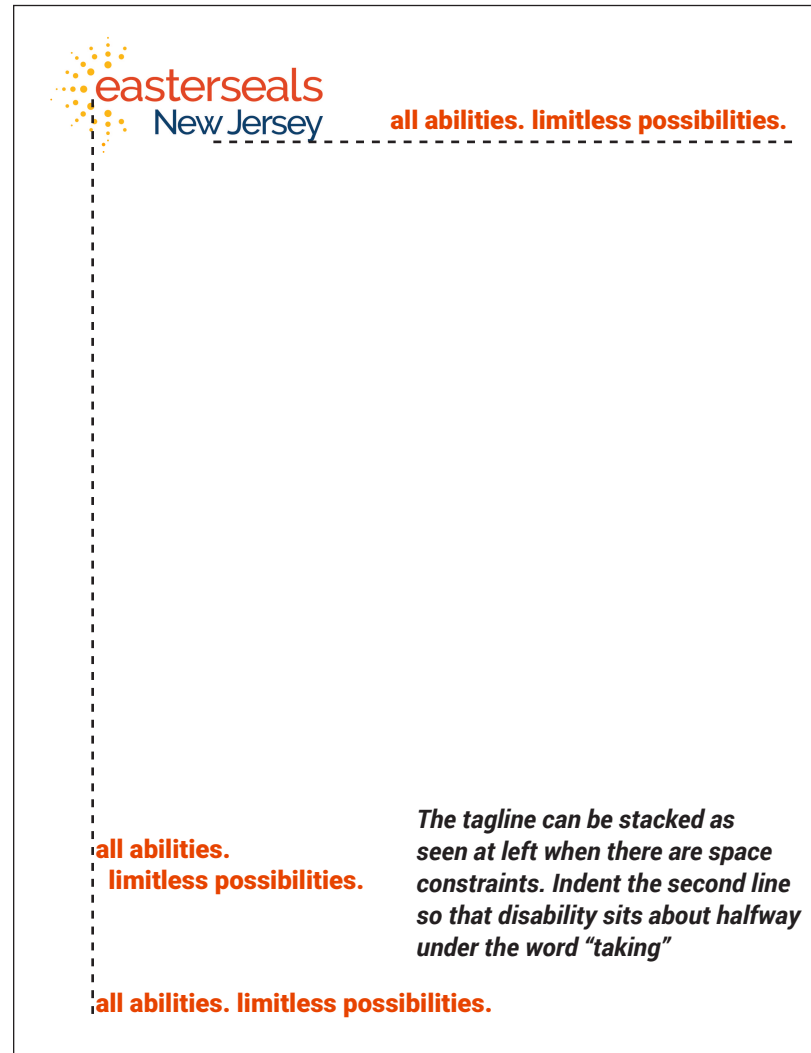 easterseals
New Jersey
all abilities. limitless possibilities.
The tagline can be stacked as
seen at left when there are space
constraints. Indent the second line
so that disability sits about halfway
under the word “taking”
all abilities.
limitless possibilities.
all abilities. limitless possibilities.